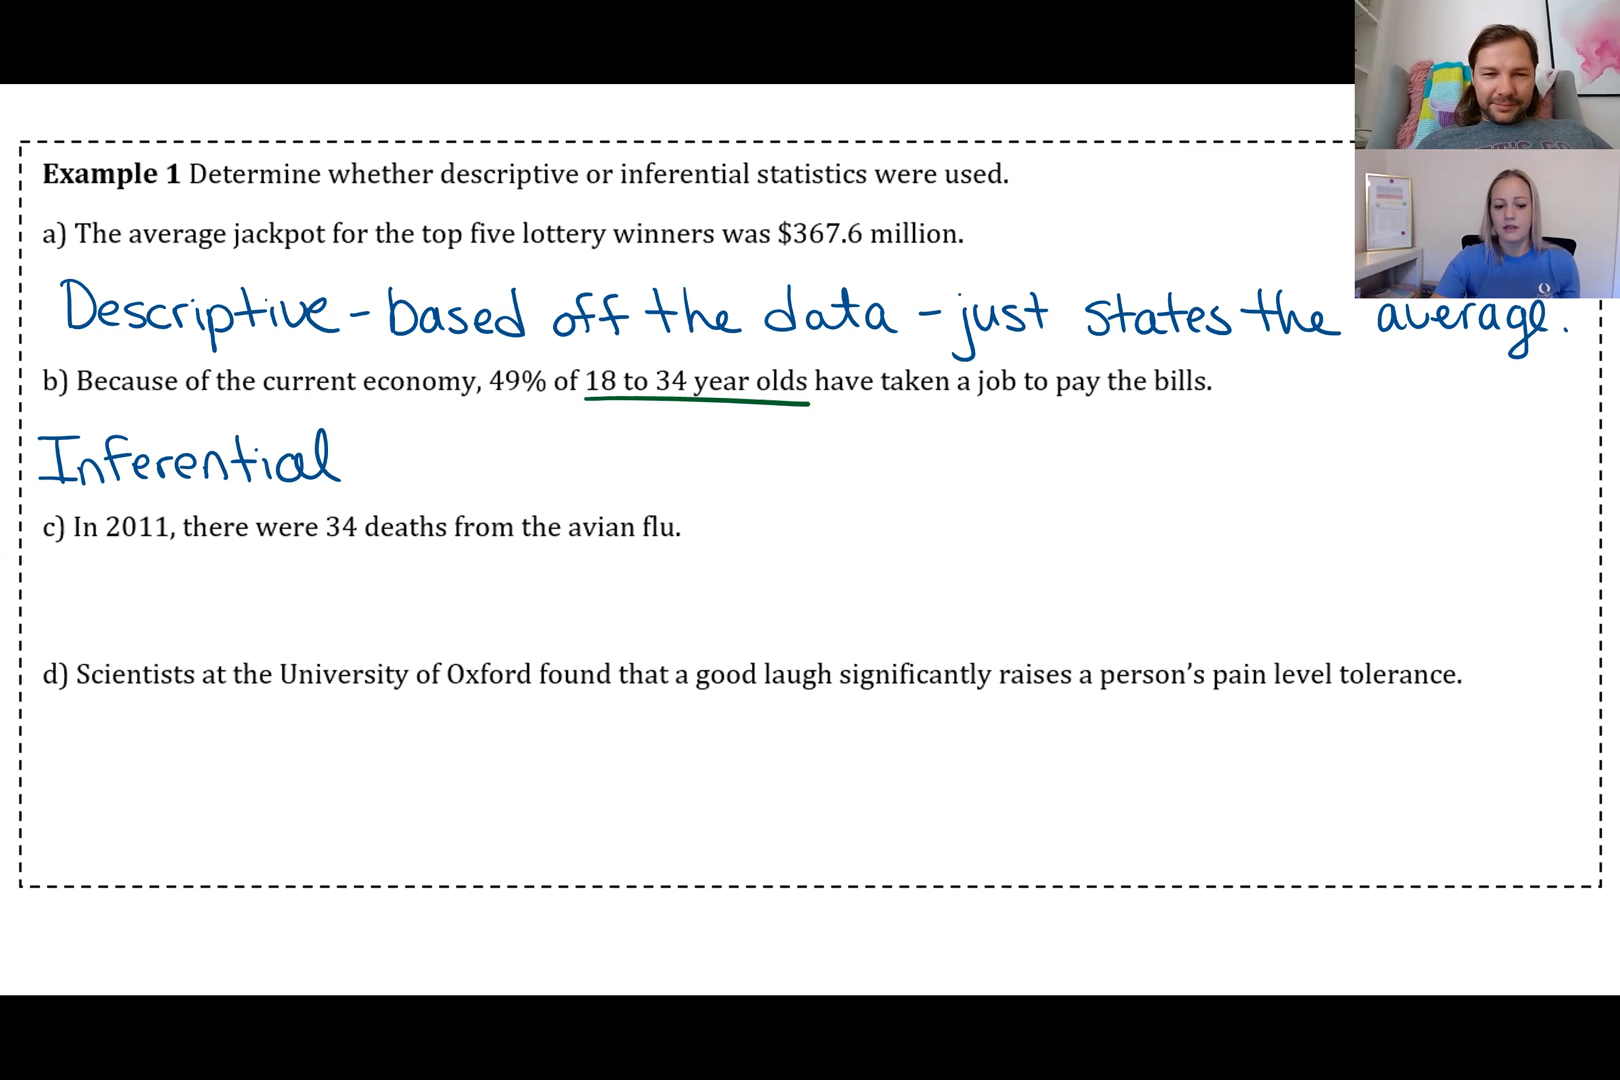 Example 1 Determine whether descriptive or inferential statistics were used.
a) The average jackpot for the top five lottery winners was $367.6 million.
Descriptive - based off the data - just states the average.
b) Because of the current economy, 49% of 18 to 34 year olds have taken a job to pay the bills.
Inferential
c) In 2011, there were 34 deaths from the avian flu.
d) Scientists at the University of Oxford found that a good laugh significantly raises a person's pain level tolerance.